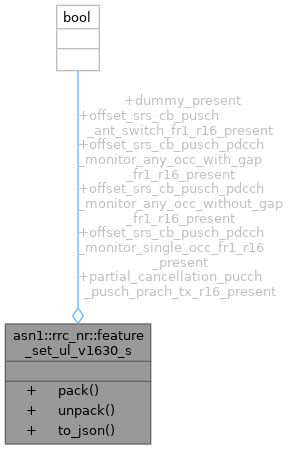 bool
+dummy_present
+offset_srs_cb_pusch
_ant_switch_fr1_r16_present
+offset_srs_cb_pusch_pdcch
_monitor_any_occ_with_gap
_fr1_r16_present
+offset_srs_cb_pusch_pdcch
_monitor_any_occ_without_gap
_fr1_r16_present
+offset_srs_cb_pusch_pdcch
_monitor_single_occ_fr1_r16
_present
+partial_cancellation_pucch
_pusch_prach_tx_r16_present
asn1::rrc_nr::feature
_set_ul_v1630_s
+ pack()
+ unpack()
+ to_json()